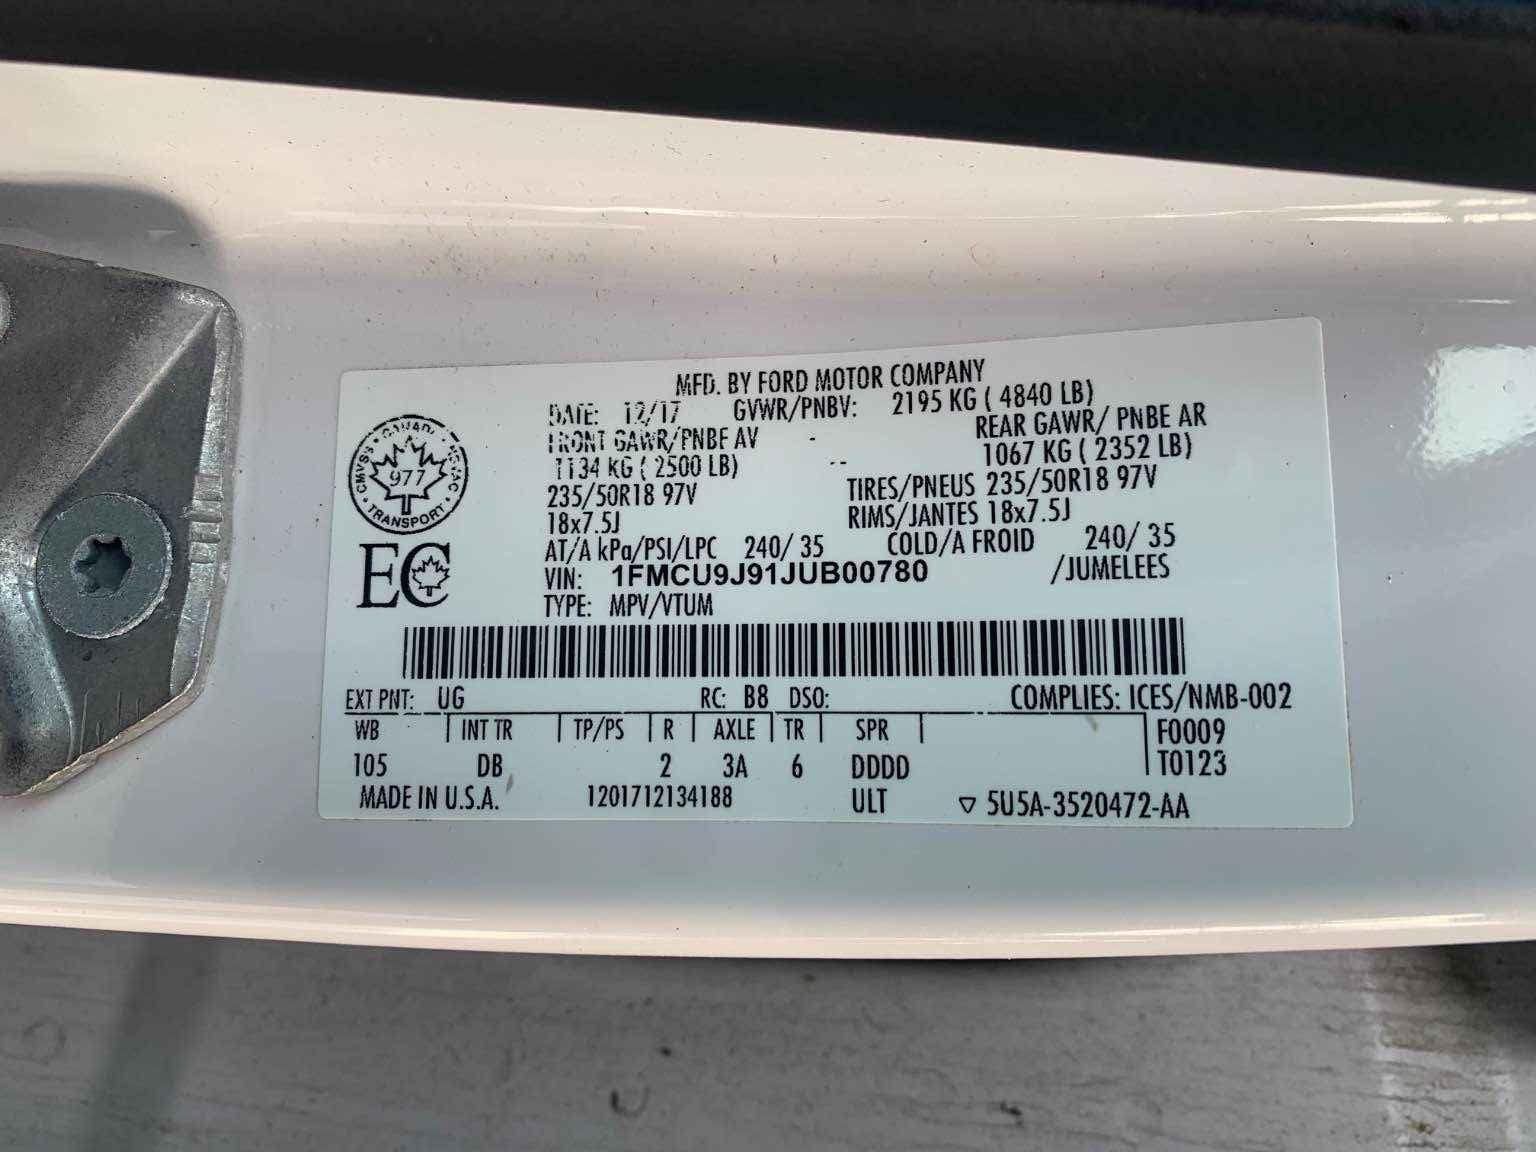 MFD. BY FORD MOTOR COMPANY
DATE: 12/17 GVWR/PNBV: 2195 KG ( 4840 LB)
FRONT GAWR/PNBE AV - REAR GAWR/ PNBE AR
1134 KG ( 2500 LB) -- 1067 KG ( 2352 LB)
235/50R18 97V TIRES/PNEUS 235/50R18 97V
18x7.5J RIMS/JANTES 18x7.5J
AT/A kPa/PSI/LPC 240/ 35 COLD/A FROID 240/ 35
VIN: 1FMCU9J91JUB00780 /JUMELEES
TYPE: MPV/VTUM
CANADA
CMVSS 977 NSVAC
TRANSPORT
EC
EXT PNT: UG RC: B8 DSO: COMPLIES: ICES/NMB-002
WB INT TR TP/PS R AXLE TR SPR F0009
105 DB 2 3A 6 DDDD T0123
MADE IN U.S.A. 1201712134188 ULT ▽ 5U5A-3520472-AA